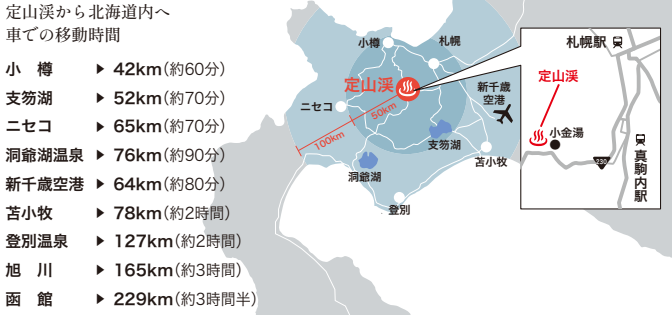 定山渓から北海道内へ
車での移動時間
小　樽 ▶ 42km(約60分)
支笏湖 ▶ 52km(約70分)
ニセコ ▶ 65km(約70分)
洞爺湖温泉 ▶ 76km(約90分)
新千歳空港 ▶ 64km(約80分)
苫小牧 ▶ 78km(約2時間)
登別温泉 ▶ 127km(約2時間)
旭　川 ▶ 165km(約3時間)
函　館 ▶ 229km(約3時間半)
小樽
札幌
定山渓
新千歳
空港
ニセコ
50km
100km
支笏湖
洞爺湖
苫小牧
登別
札幌駅
定山渓
小金湯
230
真駒内駅